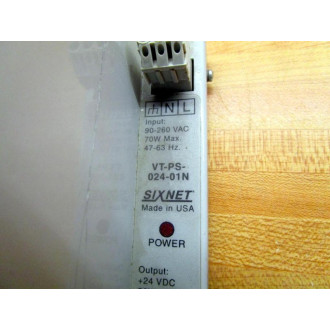 N L
Input:
90-260 VAC
70W Max.
47-63 Hz.
VT-PS-
024-01N
SIXNET
Made in USA
POWER
Output:
+24 VDC